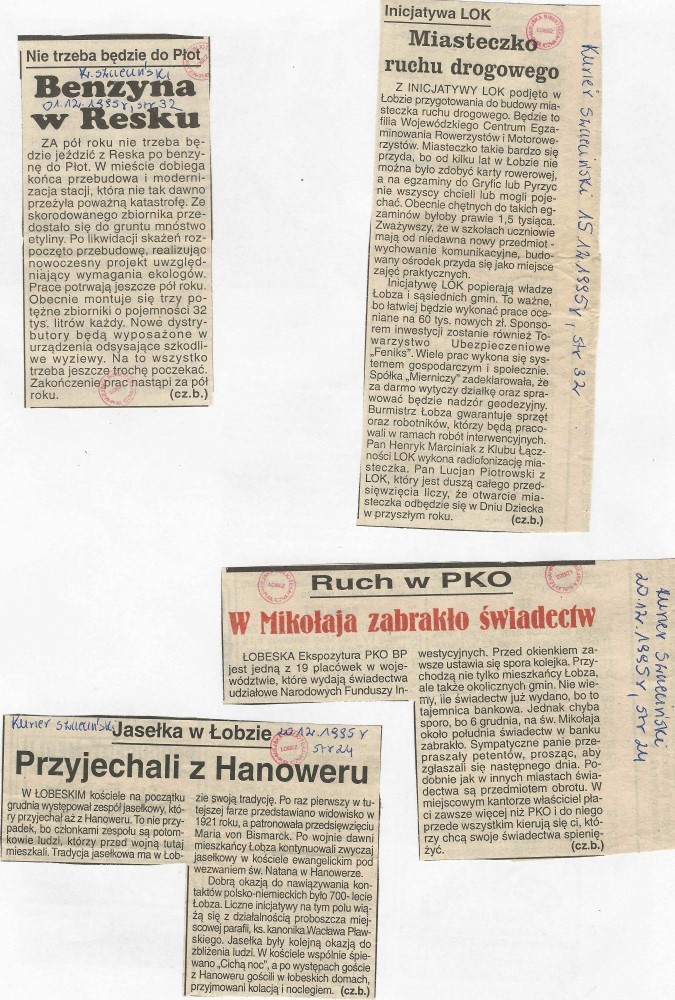 Nie trzeba będzie do Płot
Benzyna
w Resku
01.12.1995r, str 32
ZA pół roku nie trzeba bę-
dzie jeździć z Reska po benzy-
nę do Płot. W mieście dobiega
końca przebudowa i moderni-
zacja stacji, która nie tak dawno
przeżyła poważną katastrofę. Ze
skorodowanego zbiornika prze-
dostało się do gruntu mnóstwo
etyliny. Po likwidacji skażeń roz-
poczęto przebudowę, realizując
nowoczesny projekt uwzględ-
niający wymagania ekologów.
Prace potrwają jeszcze pół roku.
Obecnie montuje się trzy po-
tężne zbiorniki o pojemności 32
tys. litrów każdy. Nowe dystry-
butory będą wyposażone w
urządzenia odsysające szkodli-
we wyziewy. Na to wszystko
trzeba jeszcze trochę poczekać.
Zakończenie prac nastąpi za pół
roku. (cz.b.)
Inicjatywa LOK
Miasteczko
ruchu drogowego
Z INICJATYWY LOK podjęto w
Łobzie przygotowania do budowy mia-
steczka ruchu drogowego. Będzie to
filia Wojewódzkiego Centrum Egza-
minowania Rowerzystów i Motorowe-
rzystów. Miasteczko takie bardzo się
przyda, bo od kilku lat w Łobzie nie
można było zdobyć karty rowerowej,
a na egzaminy do Gryfic lub Pyrzyc
nie wszyscy chcieli lub mogli poje-
chać. Obecnie chętnych do takich eg-
zaminów byłoby prawie 1,5 tysiąca.
Zważywszy, że w szkołach uczniowie
mają od niedawna nowy przedmiot -
wychowanie komunikacyjne, budo-
wany ośrodek przyda się jako miejsce
zajęć praktycznych.
Inicjatywę LOK popierają władze
Łobza i sąsiednich gmin. To ważne,
bo łatwiej będzie wykonać prace oce-
niane na 60 tys. nowych zł. Sponso-
rem inwestycji zostanie również To-
warzystwo Ubezpieczeniowe
„Feniks”. Wiele prac wykona się sys-
temem gospodarczym i społecznie.
Spółka „Mierniczy” zadeklarowała, że
za darmo wytyczy działkę oraz spra-
wować będzie nadzór geodezyjny.
Burmistrz Łobza gwarantuje sprzęt
oraz robotników, którzy będą praco-
wali w ramach robót interwencyjnych.
Pan Henryk Marciniak z Klubu Łącz-
ności LOK wykona radiofonizację mia-
steczka. Pan Lucjan Piotrowski z
LOK, który jest duszą całego przed-
sięwzięcia liczy, że otwarcie mia-
steczka odbędzie się w Dniu Dziecka
w przyszłym roku. (cz.b.)
Kurier Szczeciński 15.12.1995r, str 32
Ruch w PKO
W Mikołaja zabrakło świadectw
ŁOBESKA Ekspozytura PKO BP
jest jedną z 19 placówek w woje-
wództwie, które wydają świadectwa
udziałowe Narodowych Funduszy In-
westycyjnych. Przed okienkiem za-
wsze ustawia się spora kolejka. Przy-
chodzą nie tylko mieszkańcy Łobza,
ale także okolicznych gmin. Nie wie-
my, ile świadectw już wydano, bo to
tajemnica bankowa. Jednak chyba
sporo, bo 6 grudnia, na św. Mikołaja
około południa świadectw w banku
zabrakło. Sympatyczne panie prze-
praszały petentów, prosząc, aby
zgłaszali się następnego dnia. Po-
dobnie jak w innych miastach świa-
dectwa są przedmiotem obrotu. W
miejscowym kantorze właściciel pła-
ci zawsze więcej niż PKO i do niego
przede wszystkim kierują się ci, któ-
rzy chcą swoje świadectwa spienię-
żyć. (cz.b.)
Kurier Szczeciński
20.12.1995r, str 24
Kurier Szczeciński
Jasełka w Łobzie
20.12.1995r
str 24
Przyjechali z Hanoweru
W ŁOBESKIM kościele na początku
grudnia występował zespół jasełkowy, któ-
ry przyjechał aż z Hanoweru. To nie przy-
padek, bo członkami zespołu są potom-
kowie ludzi, którzy przed wojną tutaj
mieszkali. Tradycja jasełkowa ma w Łob-
zie swoją tradycję. Po raz pierwszy w tu-
tejszej farze przedstawiano widowisko w
1921 roku, a patronowała przedsięwzięciu
Maria von Bismarck. Po wojnie dawni
mieszkańcy Łobza kontynuowali zwyczaj
jasełkowy w kościele ewangelickim pod
wezwaniem św. Natana w Hanowerze.
Dobrą okazją do nawiązywania kon-
taktów polsko-niemieckich było 700- lecie
Łobza. Liczne inicjatywy na tym polu wią-
żą się z działalnością proboszcza miej-
scowej parafii, ks. kanonika Wacława Pław-
skiego. Jasełka były kolejną okazją do
zbliżenia ludzi. W kościele wspólnie śpie-
wano „Cichą noc”, a po występach goście
z Hanoweru gościli w łobeskich domach,
przyjmowani kolacją i noclegiem. (cz.b.)